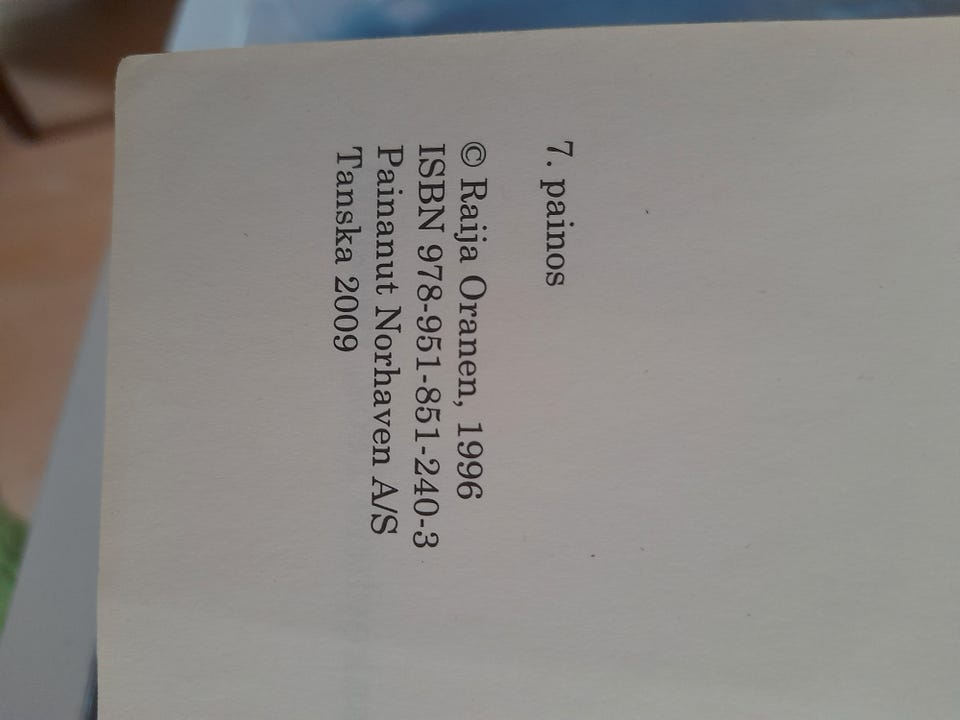 7. painos
© Raija Oranen, 1996
ISBN 978-951-851-240-3
Painanut Norhaven A/S
Tanska 2009